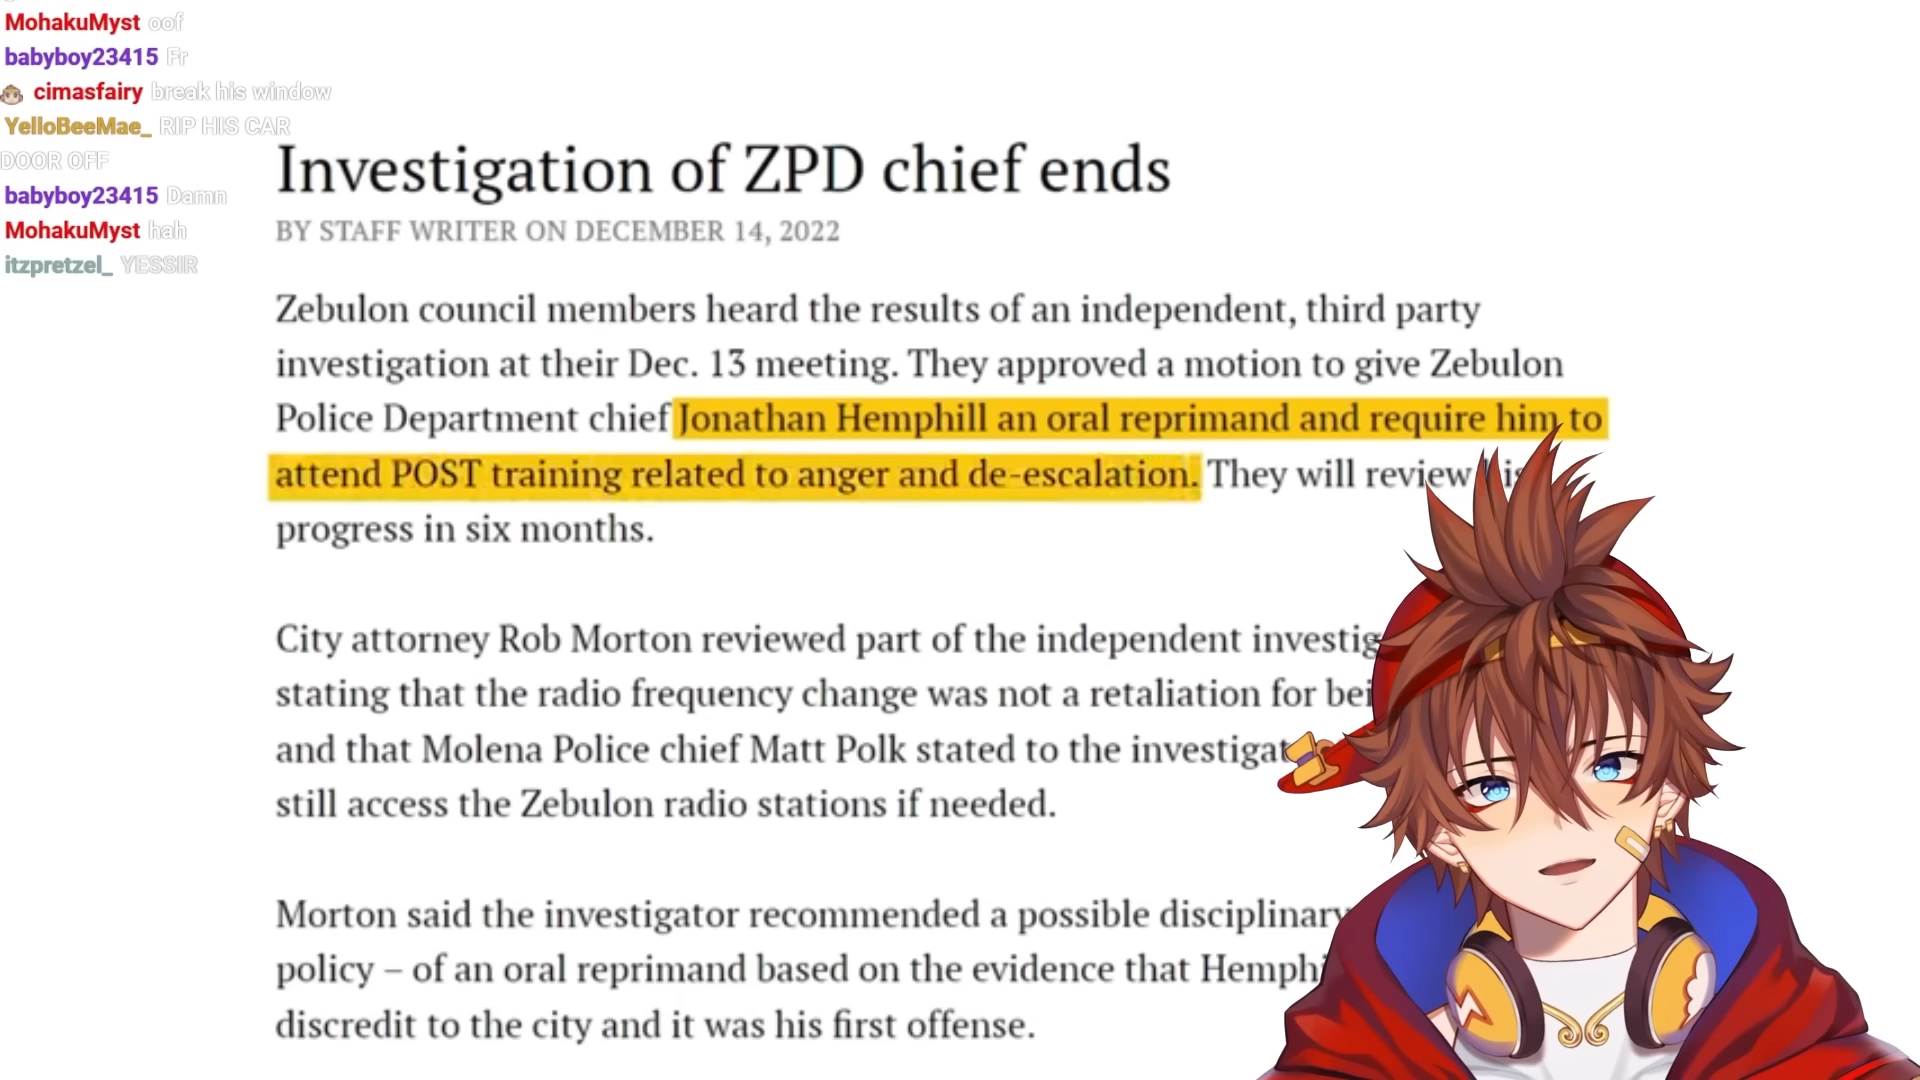 MohakuMyst oof
babyboy23415 Fr
cimasfairy break his window
YelloBeeMae_ RIP HIS CAR
DOOR OFF
babyboy23415 Damn
MohakuMyst hah
itzpretzel_ YESSIR
Investigation of ZPD chief ends
BY STAFF WRITER ON DECEMBER 14, 2022
Zebulon council members heard the results of an independent, third party
investigation at their Dec. 13 meeting. They approved a motion to give Zebulon
Police Department chief Jonathan Hemphill an oral reprimand and require him to
attend POST training related to anger and de-escalation. They will review
progress in six months.
City attorney Rob Morton reviewed part of the independent investig
stating that the radio frequency change was not a retaliation for bei
and that Molena Police chief Matt Polk stated to the investigat
still access the Zebulon radio stations if needed.
Morton said the investigator recommended a possible disciplinary
policy – of an oral reprimand based on the evidence that Hemphi
discredit to the city and it was his first offense.